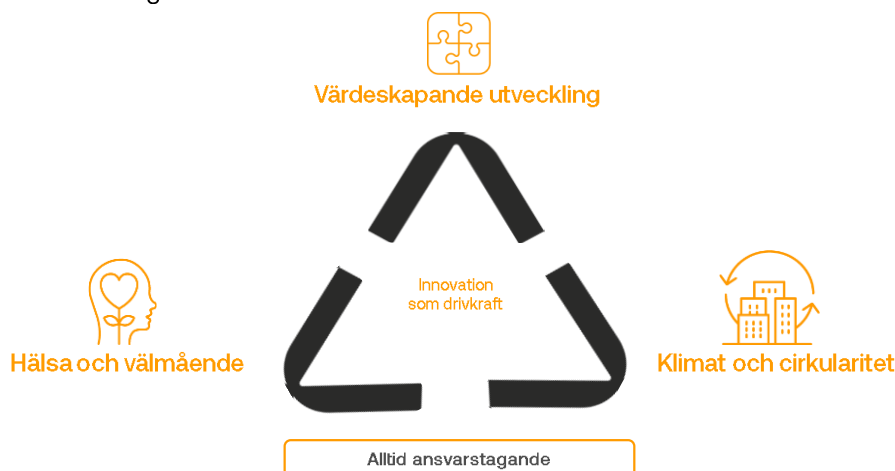 Värdeskapande utveckling
Innovation
som drivkraft
Hälsa och välmående
Klimat och cirkularitet
Alltid ansvarstagande